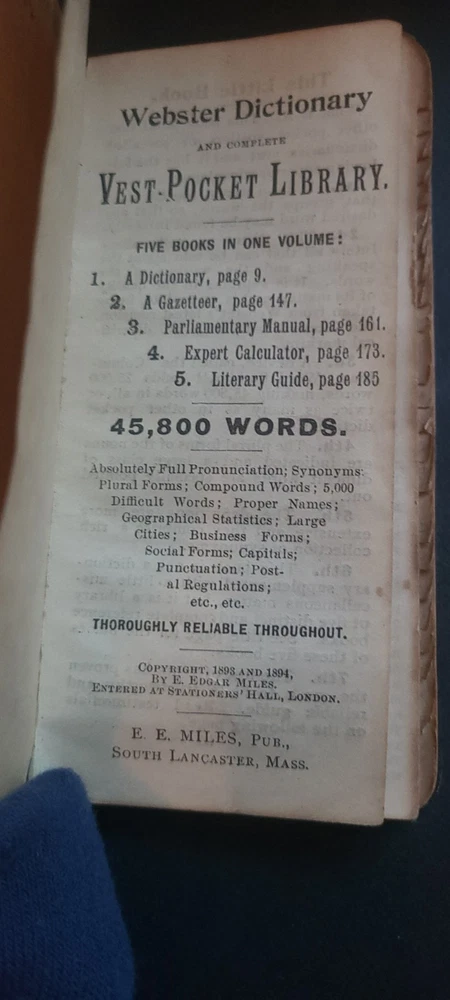 Webster Dictionary
AND COMPLETE
VEST-POCKET LIBRARY.
FIVE BOOKS IN ONE VOLUME:
1. A Dictionary, page 9.
2. A Gazetteer, page 147.
3. Parliamentary Manual, page 161.
4. Expert Calculator, page 173.
5. Literary Guide, page 185
45,800 WORDS.
Absolutely Full Pronunciation; Synonyms:
Plural Forms; Compound Words; 5,000
Difficult Words; Proper Names;
Geographical Statistics; Large
Cities; Business Forms;
Social Forms; Capitals;
Punctuation; Post-
al Regulations;
etc., etc.
THOROUGHLY RELIABLE THROUGHOUT.
COPYRIGHT, 1893 AND 1894,
BY E. EDGAR MILES.
ENTERED AT STATIONERS' HALL, LONDON.
E. E. MILES, PUB.,
SOUTH LANCASTER, MASS.